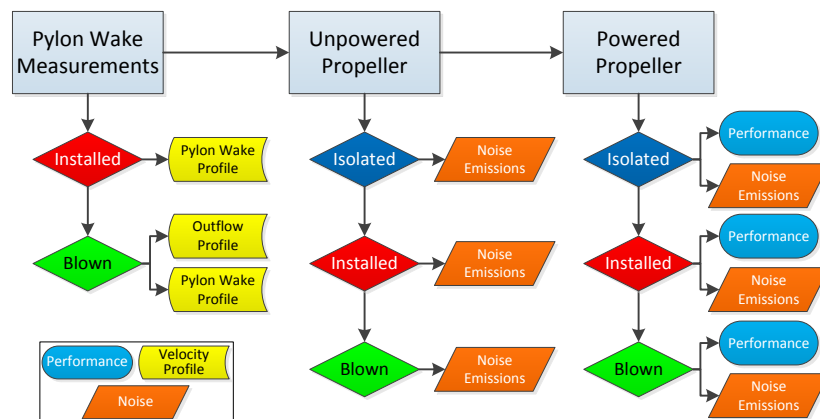 Pylon Wake
Measurements
Unpowered
Propeller
Powered
Propeller
Installed
Pylon Wake
Profile
Blown
Outflow
Profile
Pylon Wake
Profile
Isolated
Noise
Emissions
Installed
Noise
Emissions
Blown
Noise
Emissions
Isolated
Performance
Noise
Emissions
Installed
Performance
Noise
Emissions
Blown
Performance
Noise
Emissions
Performance
Velocity
Profile
Noise